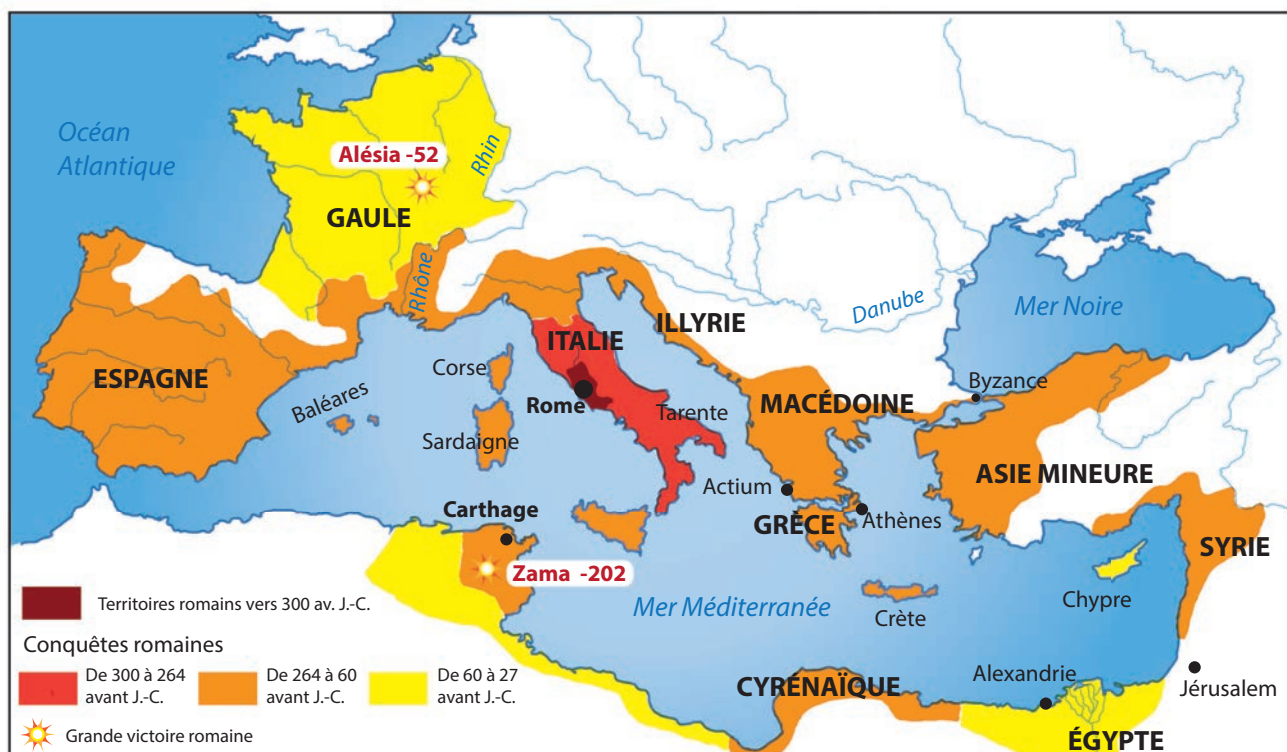 Océan
Atlantique
Alésia -52
Rhin
GAULE
Rhône
Danube
Mer Noire
ILLYRIE
ITALIE
ESPAGNE
Corse
Baléares
Rome
Tarente
MACÉDOINE
Byzance
Sardaigne
ASIE MINEURE
Actium
Carthage
GRÈCE
Athènes
SYRIE
Zama -202
Mer Méditerranée
Crète
Chypre
Alexandrie
CYRÉNAÏQUE
Jérusalem
ÉGYPTE
Territoires romains vers 300 av. J.-C.
Conquêtes romaines
De 300 à 264
avant J.-C.
De 264 à 60
avant J.-C.
De 60 à 27
avant J.-C.
Grande victoire romaine